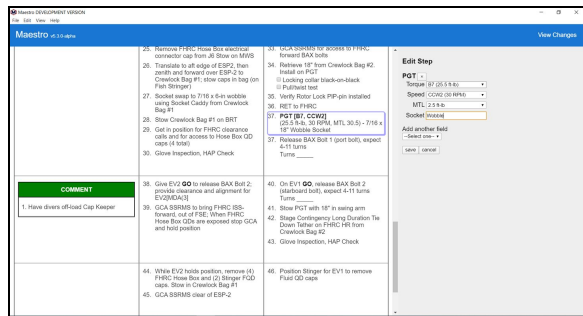 Maestro DEVELOPMENT VERSION
File Edit View Help
Maestro v5.3.0-alpha
View Changes
25. Remove FHRC Hose Box electrical
connector cap from J6 Stow on MWS
26. Translate to aft edge of ESP2, then
zenith and forward over ESP-2 to
Crewlock Bag #1; stow caps in bag (on
Fish Stringer)
27. Socket swap to 7/16 x 6-in wobble
using Socket Caddy from Crewlock
Bag #1
28. Stow Crewlock Bag #1 on BRT
29. Get in position for FHRC clearance
calls and for access to Hose Box QD
caps (4 total)
30. Glove Inspection, HAP Check
33. GCA SSRMS for access to FHRC
forward BAX bolts
34. Retrieve 18" from Crewlock Bag #2.
Install on PGT
Locking collar black-on-black
Pull/twist test
35. Verify Rotor Lock PIP-pin installed
36. RET to FHRC
37. PGT [B7, CCW2]
(25.5 ft-lb, 30 RPM, MTL 30.5) - 7/16 x
18" Wobble Socket
37. Release BAX Bolt 1 (port bolt), expect
4-11 turns
Turns _____
COMMENT
1. Have divers off-load Cap Keeper
38. Give EV2 GO to release BAX Bolt 2;
provide clearance and alignment for
EV2[MDA(3]
39. GCA SSRMS to bring FHRC ISS-
forward, out of FSE; When FHRC
Hose Box QDs are exposed stop GCA
and hold position
40. On EV1 GO, release BAX Bolt 2
(starboard bolt), expect 4-11 turns
Turns _____
41. Stow PGT with 18" in swing arm
42. Stage Contingency Long Duration Tie
Down Tether on FHRC HR from
Crewlock Bag #2
43. Glove Inspection, HAP Check
44. While EV2 holds position, remove (4)
FHRC Hose Box and (2) Stinger FQD
caps. Stow in Crewlock Bag #1
45. GCA SSRMS clear of ESP-2
46. Position Stinger for EV1 to remove
Fluid QD caps
Edit Step
PGT ×
Torque B7 (25.5 ft-lb)
Speed CCW2 (30 RPM)
MTL 2.5 ft-lb
Socket Wobble
Add another field
--Select one--
save cancel